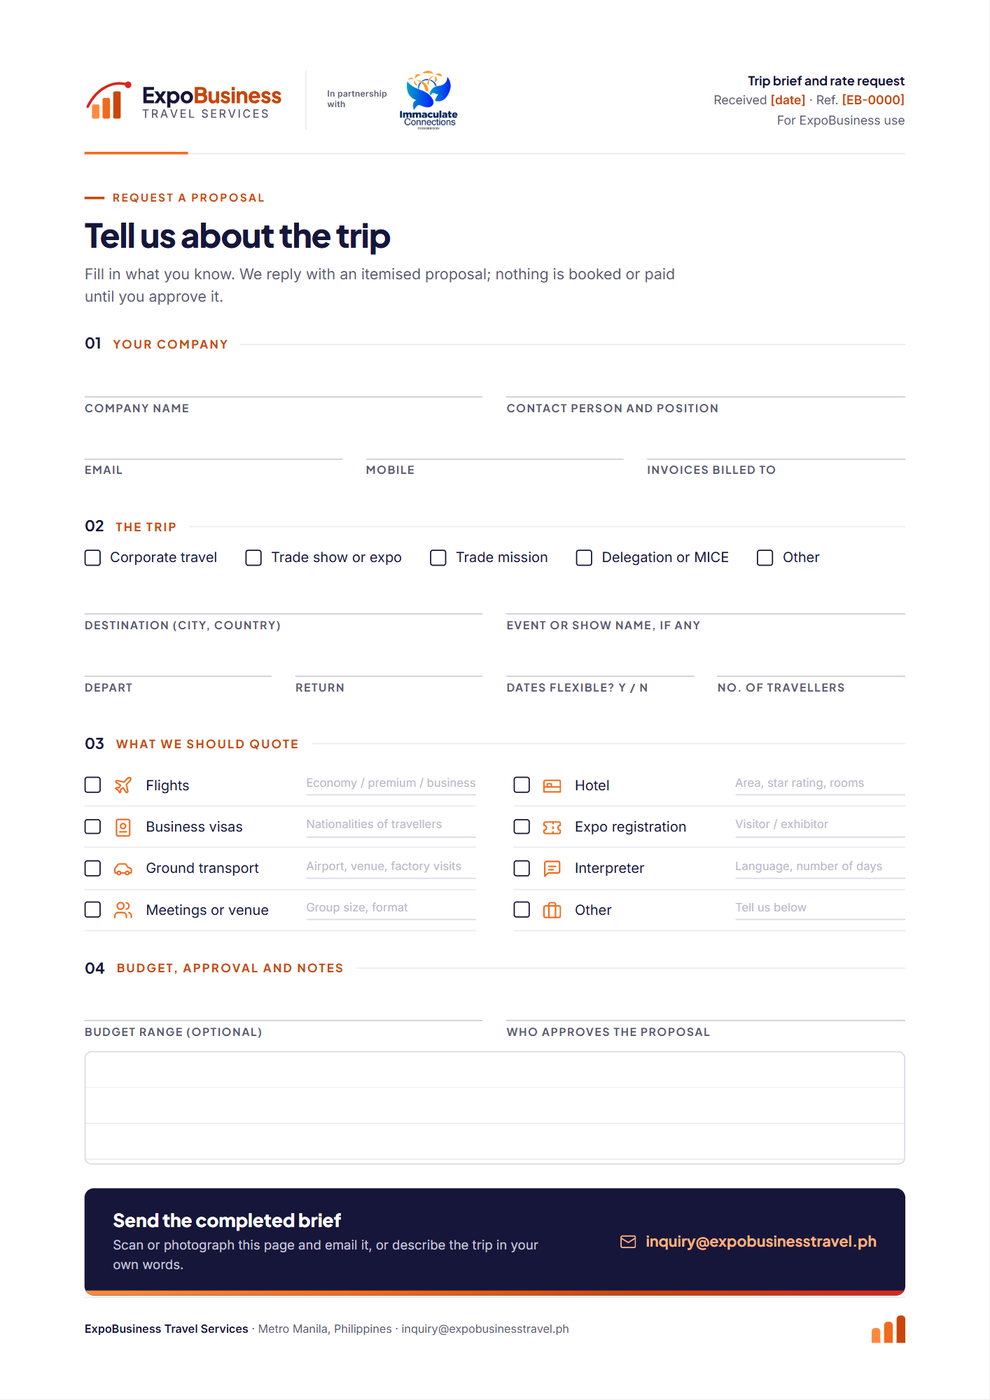 ExpoBusiness
TRAVEL SERVICES
In partnership
with
Immaculate
Connections
Trip brief and rate request
Received [date] · Ref. [EB-0000]
For ExpoBusiness use
REQUEST A PROPOSAL
Tell us about the trip
Fill in what you know. We reply with an itemised proposal; nothing is booked or paid
until you approve it.
01 YOUR COMPANY
COMPANY NAME
CONTACT PERSON AND POSITION
EMAIL
MOBILE
INVOICES BILLED TO
02 THE TRIP
Corporate travel
Trade show or expo
Trade mission
Delegation or MICE
Other
DESTINATION (CITY, COUNTRY)
EVENT OR SHOW NAME, IF ANY
DEPART
RETURN
DATES FLEXIBLE? Y / N
NO. OF TRAVELLERS
03 WHAT WE SHOULD QUOTE
Flights Economy / premium / business
Hotel Area, star rating, rooms
Business visas Nationalities of travellers
Expo registration Visitor / exhibitor
Ground transport Airport, venue, factory visits
Interpreter Language, number of days
Meetings or venue Group size, format
Other Tell us below
04 BUDGET, APPROVAL AND NOTES
BUDGET RANGE (OPTIONAL)
WHO APPROVES THE PROPOSAL
Send the completed brief
Scan or photograph this page and email it, or describe the trip in your
own words.
inquiry@expobusinesstravel.ph
ExpoBusiness Travel Services · Metro Manila, Philippines · inquiry@expobusinesstravel.ph